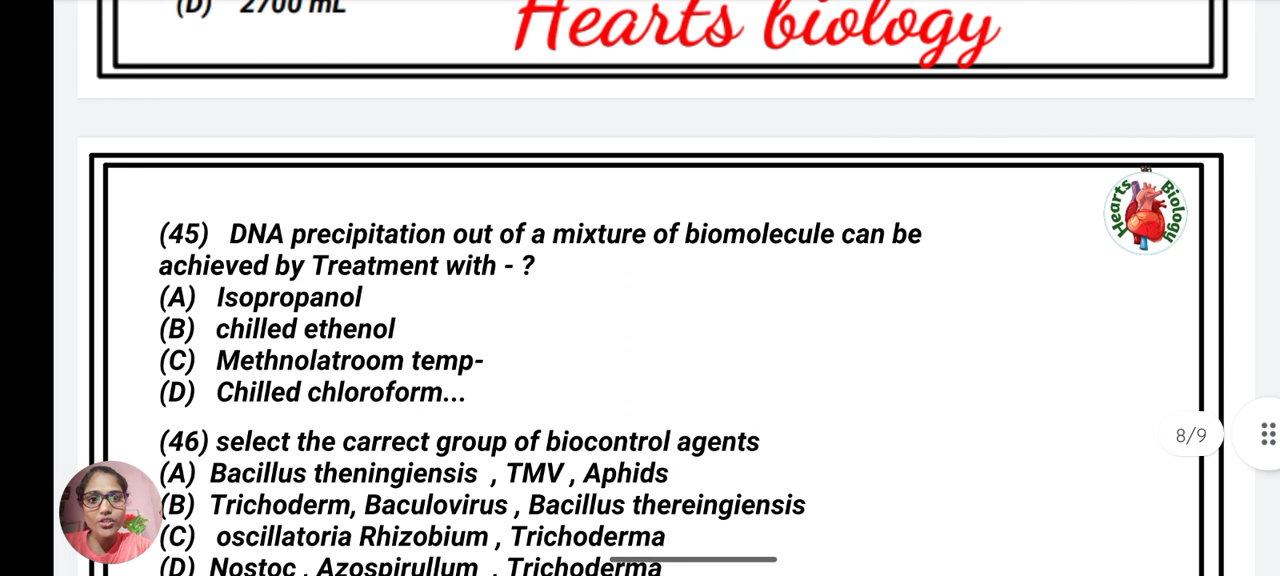 (D) 2700 mL
Hearts biology
Hearts Biology
(45) DNA precipitation out of a mixture of biomolecule can be
achieved by Treatment with - ?
(A) Isopropanol
(B) chilled ethenol
(C) Methnolatroom temp-
(D) Chilled chloroform...
(46) select the carrect group of biocontrol agents
(A) Bacillus theningiensis , TMV , Aphids
(B) Trichoderm, Baculovirus , Bacillus thereingiensis
(C) oscillatoria Rhizobium , Trichoderma
(D) Nostoc , Azospirullum , Trichoderma
8/9